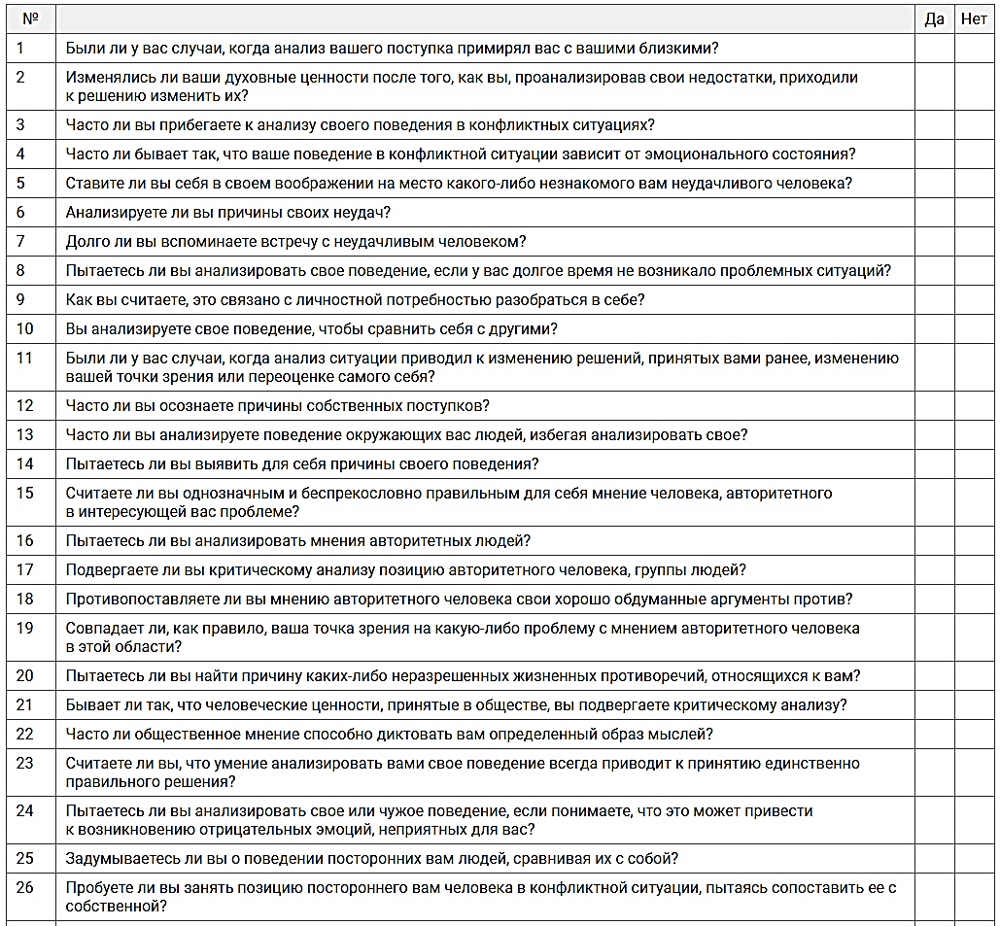 № Да Нет
1 Были ли у вас случаи, когда анализ вашего поступка примирял вас с вашими близкими?
2 Изменялись ли ваши духовные ценности после того, как вы, проанализировав свои недостатки, приходили
к решению изменить их?
3 Часто ли вы прибегаете к анализу своего поведения в конфликтных ситуациях?
4 Часто ли бывает так, что ваше поведение в конфликтной ситуации зависит от эмоционального состояния?
5 Ставите ли вы себя в своем воображении на место какого-либо незнакомого вам неудачливого человека?
6 Анализируете ли вы причины своих неудач?
7 Долго ли вы вспоминаете встречу с неудачливым человеком?
8 Пытаетесь ли вы анализировать свое поведение, если у вас долгое время не возникало проблемных ситуаций?
9 Как вы считаете, это связано с личностной потребностью разобраться в себе?
10 Вы анализируете свое поведение, чтобы сравнить себя с другими?
11 Были ли у вас случаи, когда анализ ситуации приводил к изменению решений, принятых вами ранее, изменению
вашей точки зрения или переоценке самого себя?
12 Часто ли вы осознаете причины собственных поступков?
13 Часто ли вы анализируете поведение окружающих вас людей, избегая анализировать свое?
14 Пытаетесь ли вы выявить для себя причины своего поведения?
15 Считаете ли вы однозначным и беспрекословно правильным для себя мнение человека, авторитетного
в интересующей вас проблеме?
16 Пытаетесь ли вы анализировать мнения авторитетных людей?
17 Подвергаете ли вы критическому анализу позицию авторитетного человека, группы людей?
18 Противопоставляете ли вы мнению авторитетного человека свои хорошо обдуманные аргументы против?
19 Совпадает ли, как правило, ваша точка зрения на какую-либо проблему с мнением авторитетного человека
в этой области?
20 Пытаетесь ли вы найти причину каких-либо неразрешенных жизненных противоречий, относящихся к вам?
21 Бывает ли так, что человеческие ценности, принятые в обществе, вы подвергаете критическому анализу?
22 Часто ли общественное мнение способно диктовать вам определенный образ мыслей?
23 Считаете ли вы, что умение анализировать вами свое поведение всегда приводит к принятию единственно
правильного решения?
24 Пытаетесь ли вы анализировать свое или чужое поведение, если понимаете, что это может привести
к возникновению отрицательных эмоций, неприятных для вас?
25 Задумываетесь ли вы о поведении посторонних вам людей, сравнивая их с собой?
26 Пробуете ли вы занять позицию постороннего вам человека в конфликтной ситуации, пытаясь сопоставить ее с
собственной?